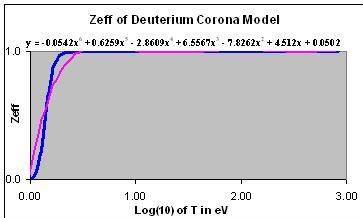 Zeff of Deuterium Corona Model
y = -0.0542x⁶ + 0.6259x⁵ - 2.8609x⁴ + 6.5567x³ - 7.8262x² + 4.512x + 0.0502
1.0
Zeff
0.0
0.00 1.00 2.00 3.00
Log(10) of T in eV